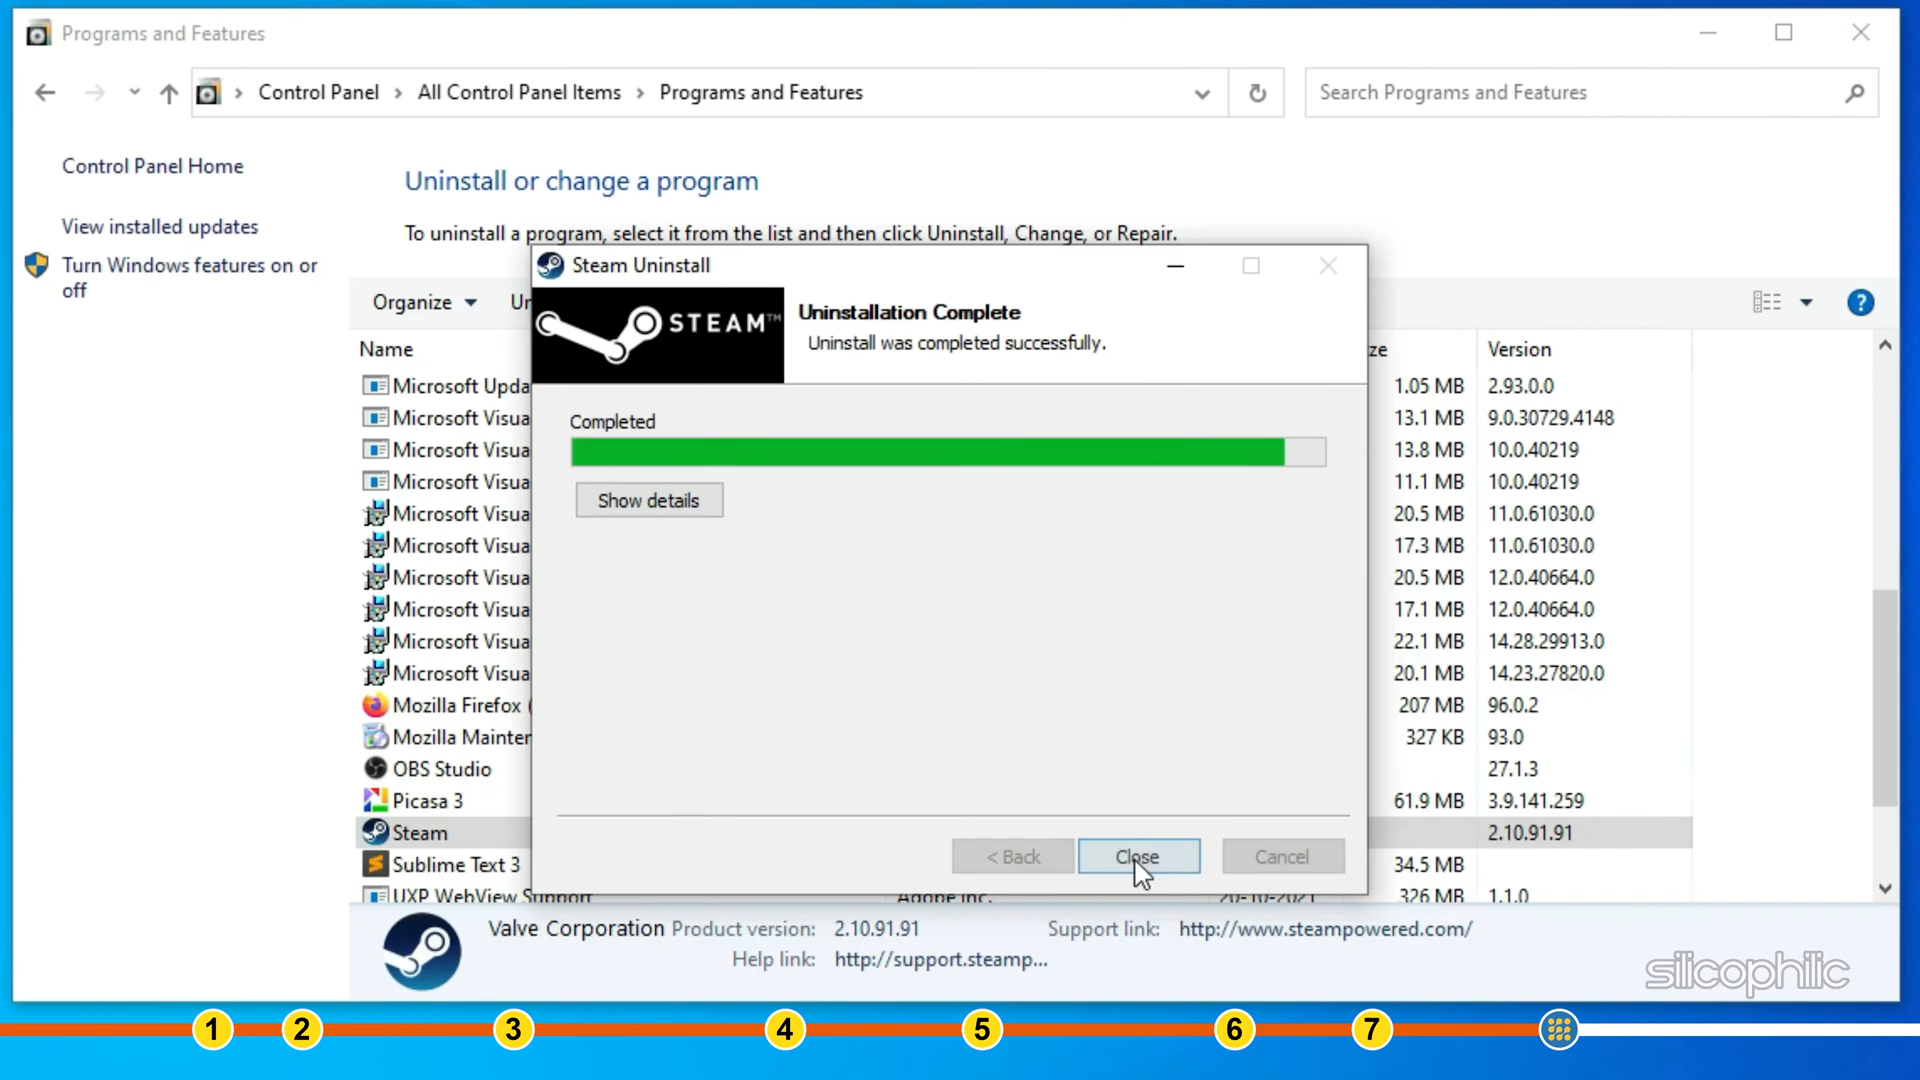 Programs and Features
Control Panel > All Control Panel Items > Programs and Features
Search Programs and Features
Control Panel Home
View installed updates
Turn Windows features on or
off
Uninstall or change a program
To uninstall a program, select it from the list and then click Uninstall, Change, or Repair.
Organize
Un
?
Name
ze
Version
Microsoft Upda
1.05 MB
2.93.0.0
Microsoft Visua
13.1 MB
9.0.30729.4148
Microsoft Visua
13.8 MB
10.0.40219
Microsoft Visua
11.1 MB
10.0.40219
Microsoft Visua
20.5 MB
11.0.61030.0
Microsoft Visua
17.3 MB
11.0.61030.0
Microsoft Visua
20.5 MB
12.0.40664.0
Microsoft Visua
17.1 MB
12.0.40664.0
Microsoft Visua
22.1 MB
14.28.29913.0
Microsoft Visua
20.1 MB
14.23.27820.0
Mozilla Firefox (
207 MB
96.0.2
Mozilla Mainter
327 KB
93.0
OBS Studio
27.1.3
Picasa 3
61.9 MB
3.9.141.259
Steam
2.10.91.91
Sublime Text 3
34.5 MB
UXP WebView Support
Adobe Inc.
20-10-2021
326 MB
1.1.0
Steam Uninstall
STEAM™
Uninstallation Complete
Uninstall was completed successfully.
Completed
Show details
< Back
Close
Cancel
Valve Corporation
Product version: 2.10.91.91
Support link: http://www.steampowered.com/
Help link: http://support.steamp...
silicophilic
1
2
3
4
5
6
7